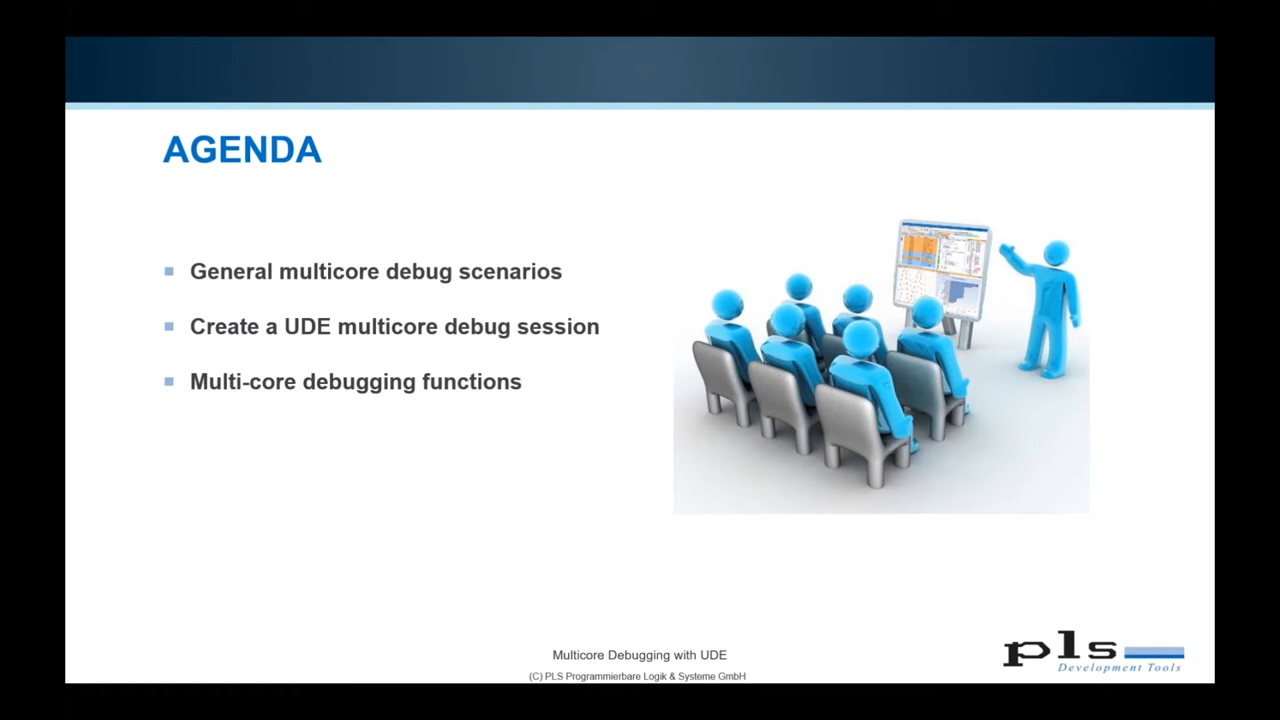 AGENDA
General multicore debug scenarios
Create a UDE multicore debug session
Multi-core debugging functions
Multicore Debugging with UDE
(C) PLS Programmierbare Logik & Systeme GmbH
pls
Development Tools